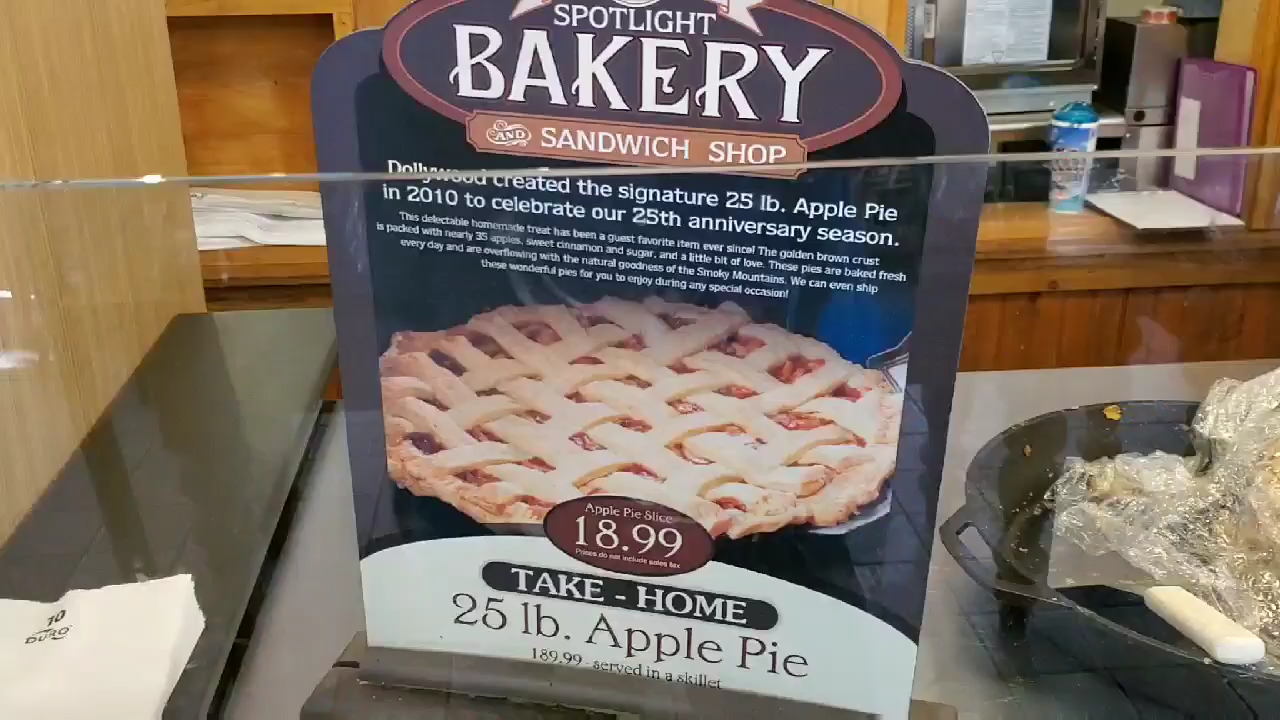 SPOTLIGHT
BAKERY
AND SANDWICH SHOP
Dollywood created the signature 25 lb. Apple Pie
in 2010 to celebrate our 25th anniversary season.
This delectable homemade treat has been a guest favorite item ever since! The golden brown crust
is packed with nearly 35 apples, sweet cinnamon and sugar, and a little bit of love. These pies are baked fresh
every day and are overflowing with the natural goodness of the Smoky Mountains. We can even ship
these wonderful pies for you to enjoy during any special occasion!
Apple Pie Slice
18.99
Prices do not include sales tax
TAKE - HOME
25 lb. Apple Pie
189.99 - served in a skillet
10
DURO